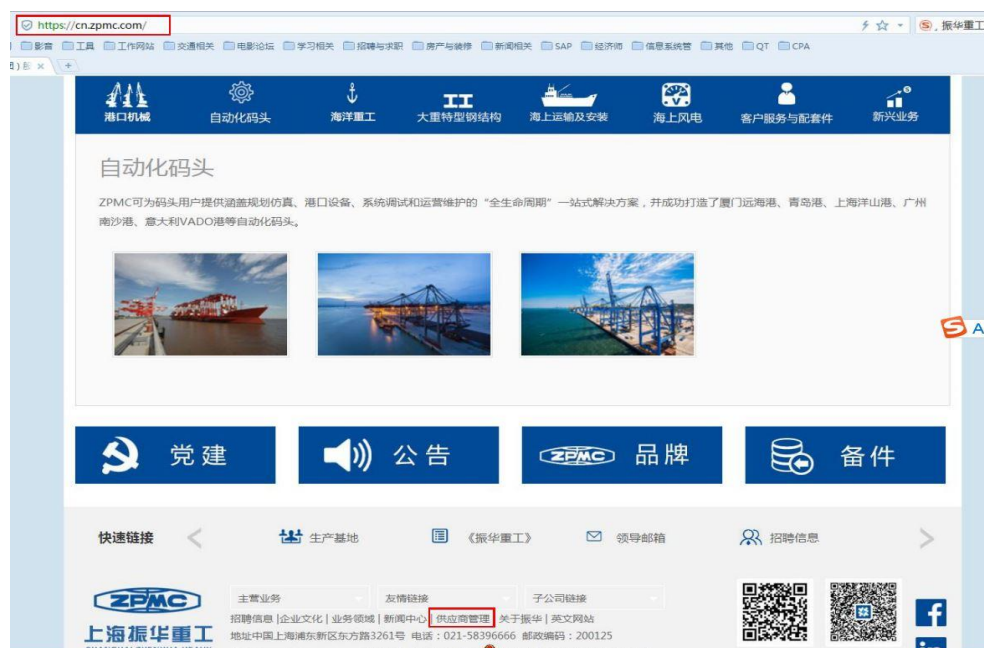 https://cn.zpmc.com/
振华重工
影音 工具 工作网站 交通相关 电影论坛 学习相关 招聘与求职 房产与装修 新闻相关 SAP 经济师 信息系统管 其他 QT CPA
港口机械 自动化码头 海洋重工 大重特型钢结构 海上运输及安装 海上风电 客户服务与配套件 新兴业务
自动化码头
ZPMC可为码头用户提供涵盖规划仿真、港口设备、系统调试和运营维护的“全生命周期”一站式解决方案，并成功打造了厦门远海港、青岛港、上海洋山港、广州
南沙港、意大利VADO港等自动化码头。
党建 公告 ZPMC 品牌 备件
快速链接 生产基地 《振华重工》 领导邮箱 招聘信息
ZPMC
上海振华重工
主营业务 友情链接 子公司链接
招聘信息 |企业文化 | 业务领域 | 新闻中心 | 供应商管理 | 关于振华 | 英文网站
地址中国上海浦东新区东方路3261号 电话：021-58396666 邮政编码：200125